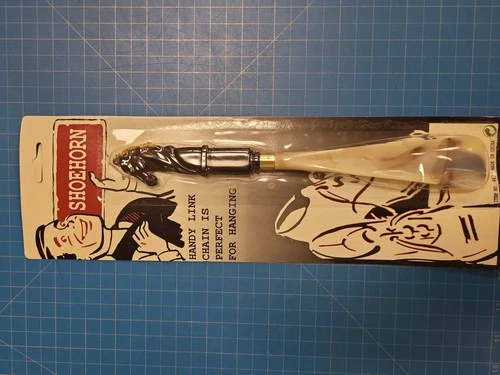 SHOEHORN
HANDY LINK
CHAIN IS
PERFECT
FOR HANGING